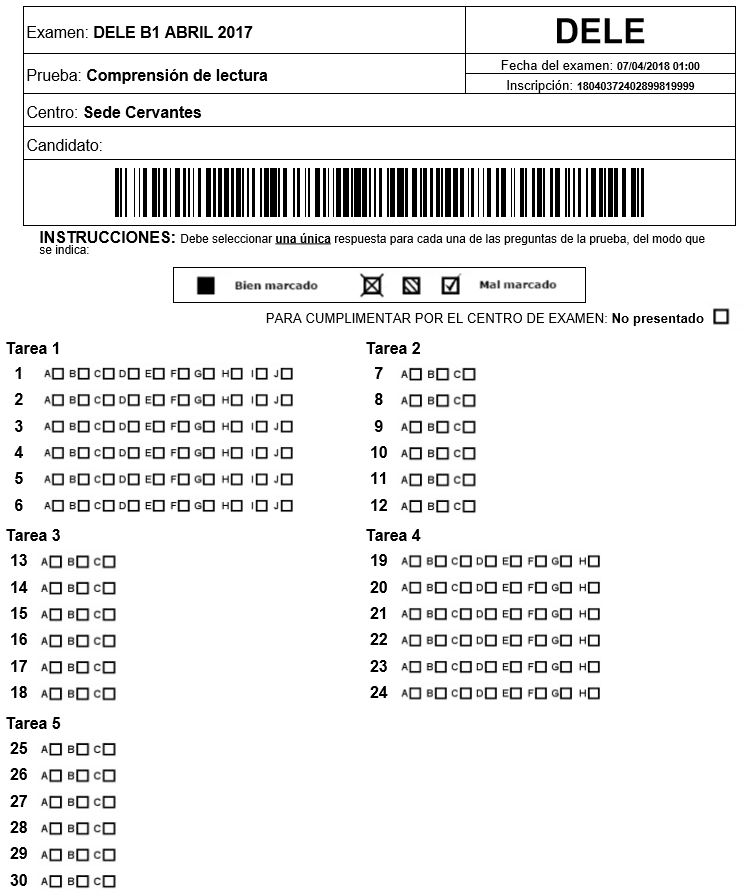 Examen: DELE B1 ABRIL 2017
DELE
Prueba: Comprensión de lectura
Fecha del examen: 07/04/2018 01:00
Inscripción: 18040372402899819999
Centro: Sede Cervantes
Candidato:
INSTRUCCIONES: Debe seleccionar una única respuesta para cada una de las preguntas de la prueba, del modo que
se indica:
Bien marcado Mal marcado
PARA CUMPLIMENTAR POR EL CENTRO DE EXAMEN: No presentado
Tarea 1
1 A B C D E F G H I J
2 A B C D E F G H I J
3 A B C D E F G H I J
4 A B C D E F G H I J
5 A B C D E F G H I J
6 A B C D E F G H I J
Tarea 2
7 A B C
8 A B C
9 A B C
10 A B C
11 A B C
12 A B C
Tarea 3
13 A B C
14 A B C
15 A B C
16 A B C
17 A B C
18 A B C
Tarea 4
19 A B C D E F G H
20 A B C D E F G H
21 A B C D E F G H
22 A B C D E F G H
23 A B C D E F G H
24 A B C D E F G H
Tarea 5
25 A B C
26 A B C
27 A B C
28 A B C
29 A B C
30 A B C